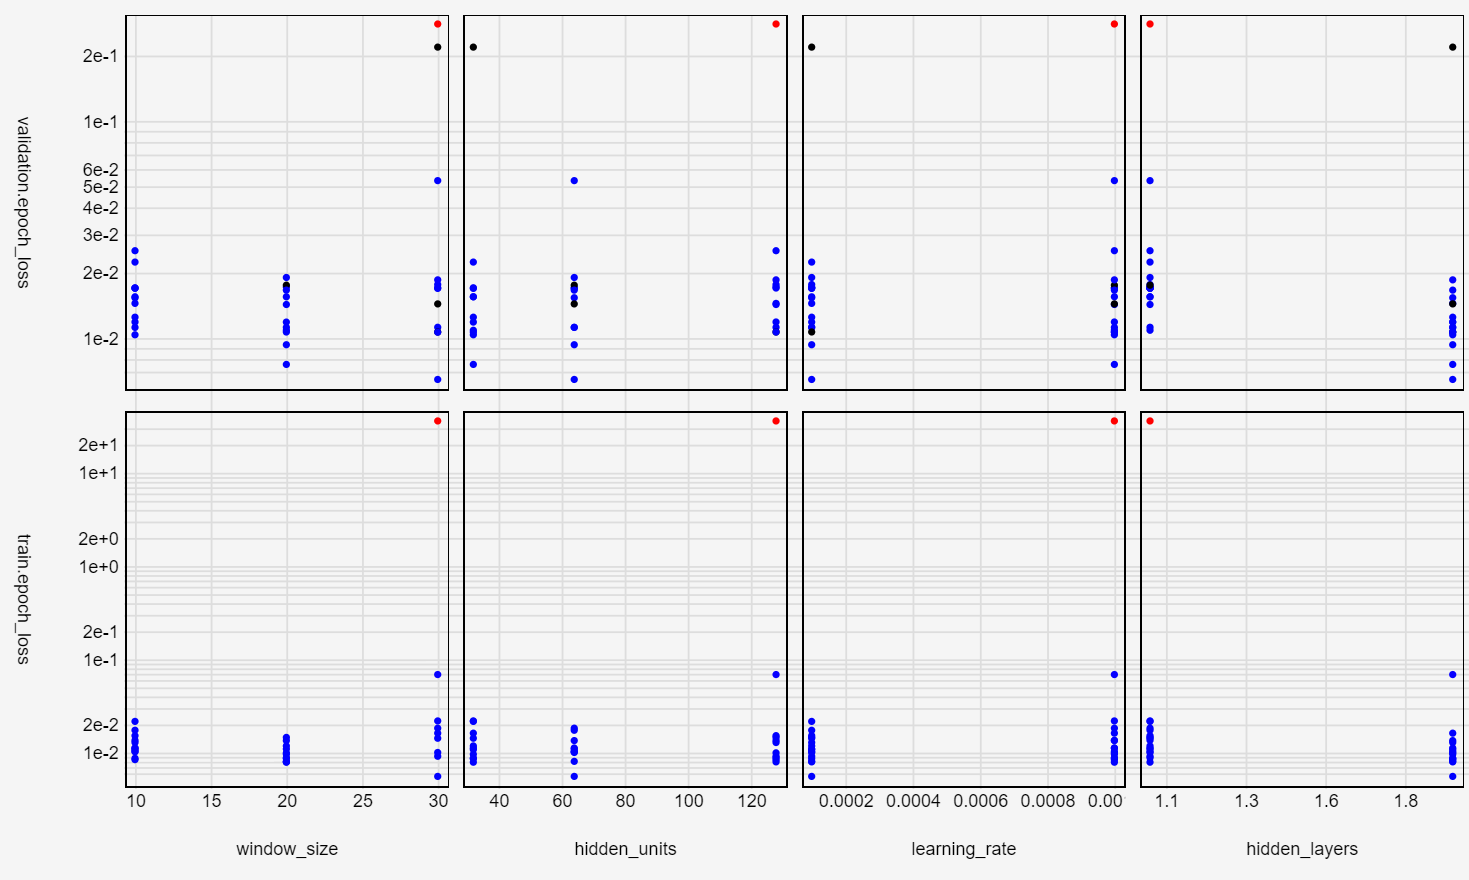 validation.epoch_loss
2e-1
1e-1
6e-2
5e-2
4e-2
3e-2
2e-2
1e-2
train.epoch_loss
2e+1
1e+1
2e+0
1e+0
2e-1
1e-1
2e-2
1e-2
10 15 20 25 30 40 60 80 100 120 0.0002 0.0004 0.0006 0.0008 0.00 1.1 1.3 1.6 1.8
window_size hidden_units learning_rate hidden_layers